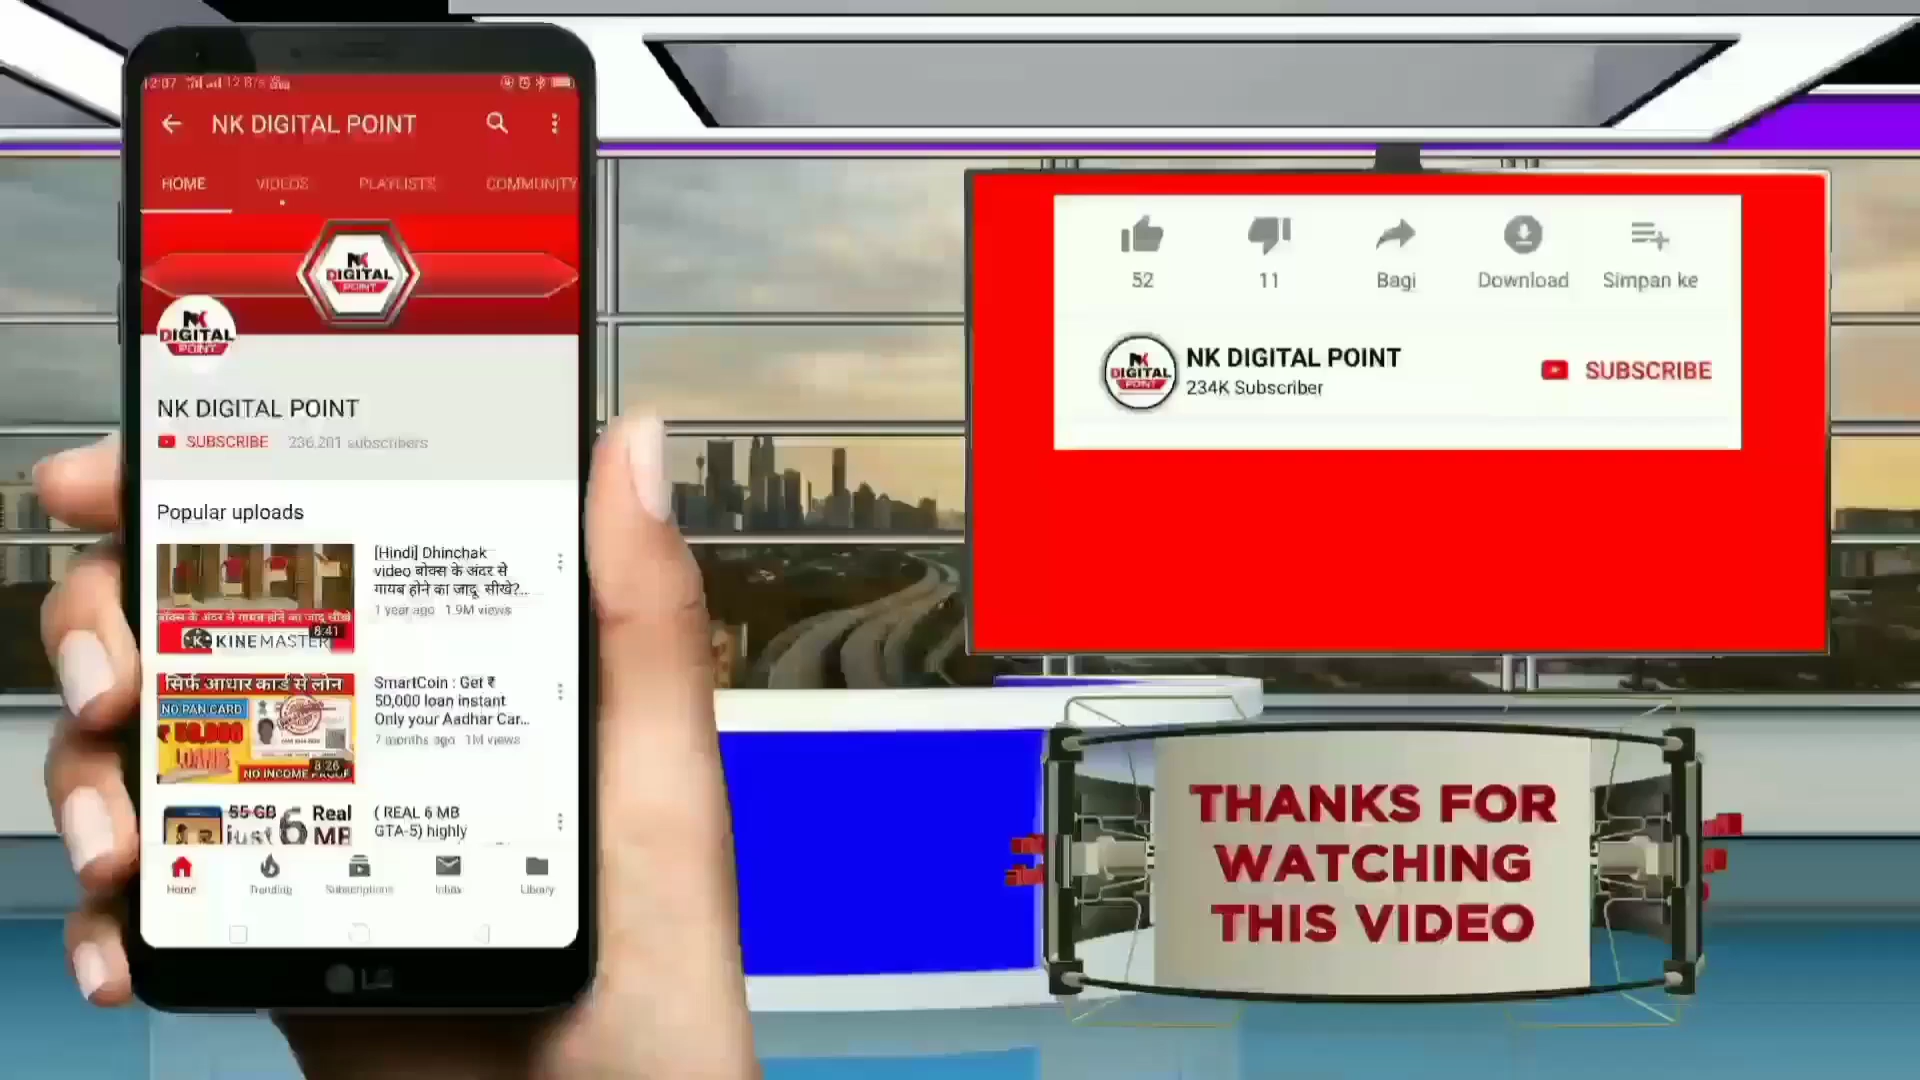 12:07
NK DIGITAL POINT
HOME VIDEOS PLAYLISTS COMMUNITY
NK
DIGITAL
POINT
NK
DIGITAL
POINT
NK DIGITAL POINT
SUBSCRIBE 236,201 subscribers
Popular uploads
[Hindi] Dhinchak
video बोक्स के अंदर से
गायब होने का जादू सीखे?...
1 year ago 1.9M views
बोक्स के अंदर से गायब होने का जादू सीखे
8:41
KINEMASTER
सिर्फ आधार कार्ड से लोन
NO PAN CARD
₹ 50,000
LOANS
8:26
NO INCOME PROOF
SmartCoin : Get ₹
50,000 loan instant
Only your Aadhar Car...
7 months ago 1M views
55 GB
just 6 Real
MB
( REAL 6 MB
GTA-5) highly
Home Trending Subscriptions Inbox Library
LG
52 11 Bagi Download Simpan ke
NK
DIGITAL
POINT
NK DIGITAL POINT
234K Subscriber
SUBSCRIBE
THANKS FOR
WATCHING
THIS VIDEO